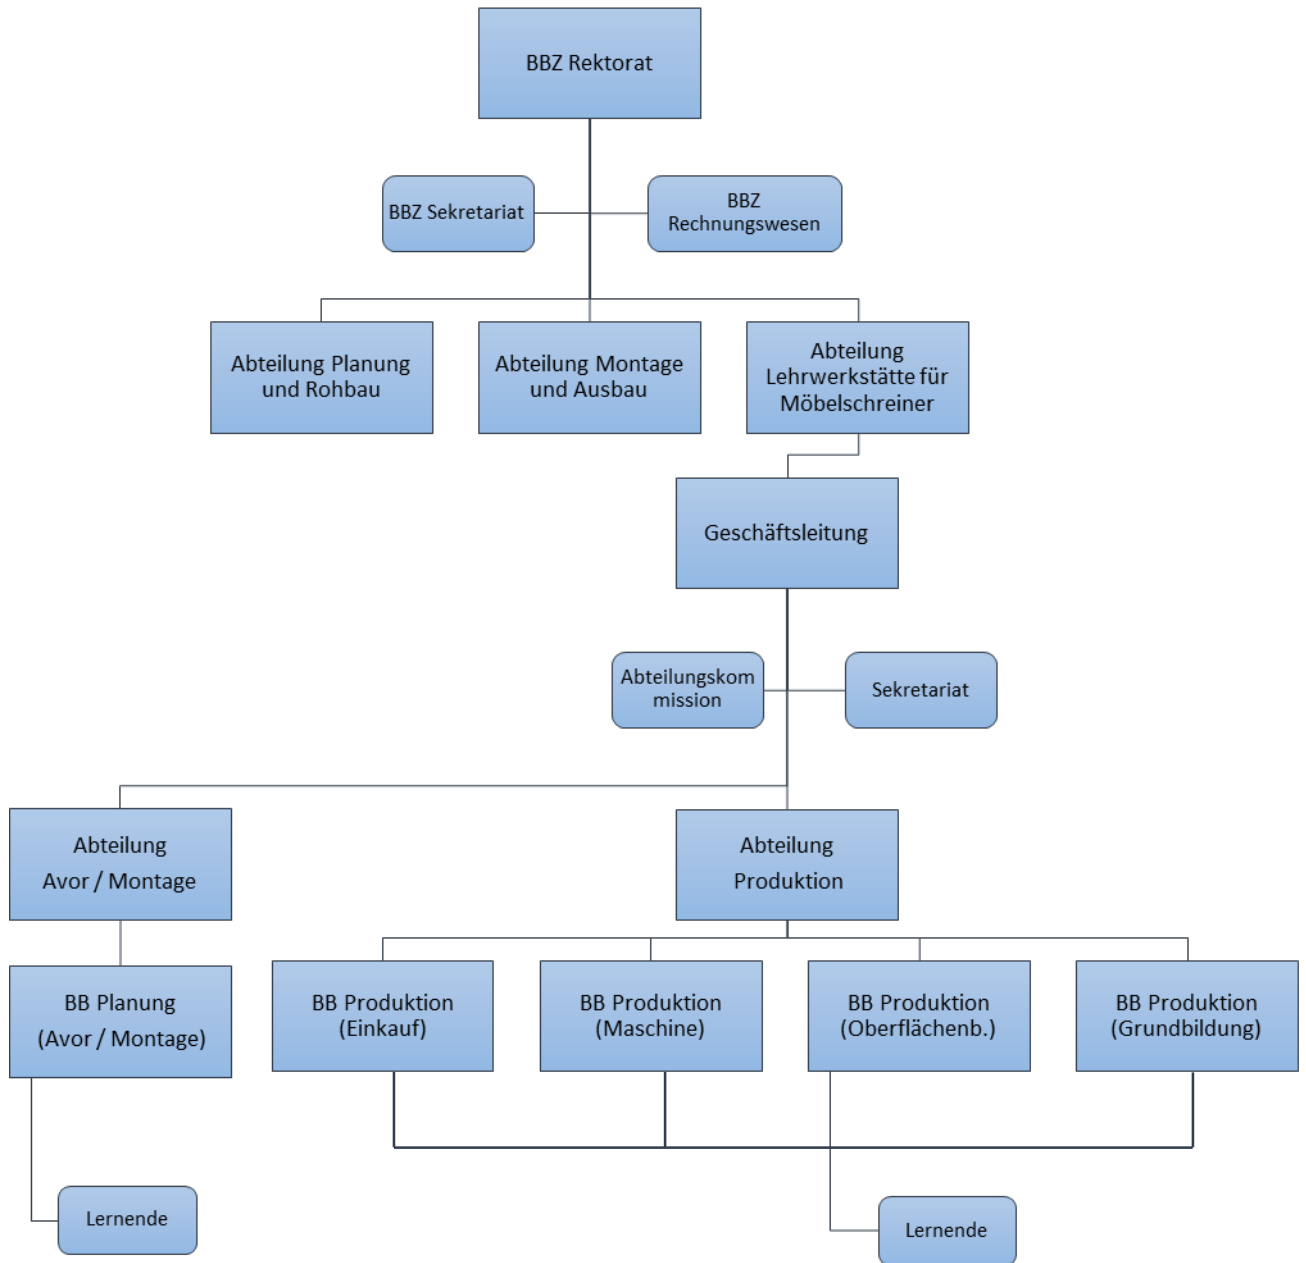 BBZ Rektorat
BBZ Sekretariat
BBZ
Rechnungswesen
Abteilung Planung
und Rohbau
Abteilung Montage
und Ausbau
Abteilung
Lehrwerkstätte für
Möbelschreiner
Geschäftsleitung
Abteilungskom
mission
Sekretariat
Abteilung
Avor / Montage
Abteilung
Produktion
BB Planung
(Avor / Montage)
BB Produktion
(Einkauf)
BB Produktion
(Maschine)
BB Produktion
(Oberflächenb.)
BB Produktion
(Grundbildung)
Lernende
Lernende